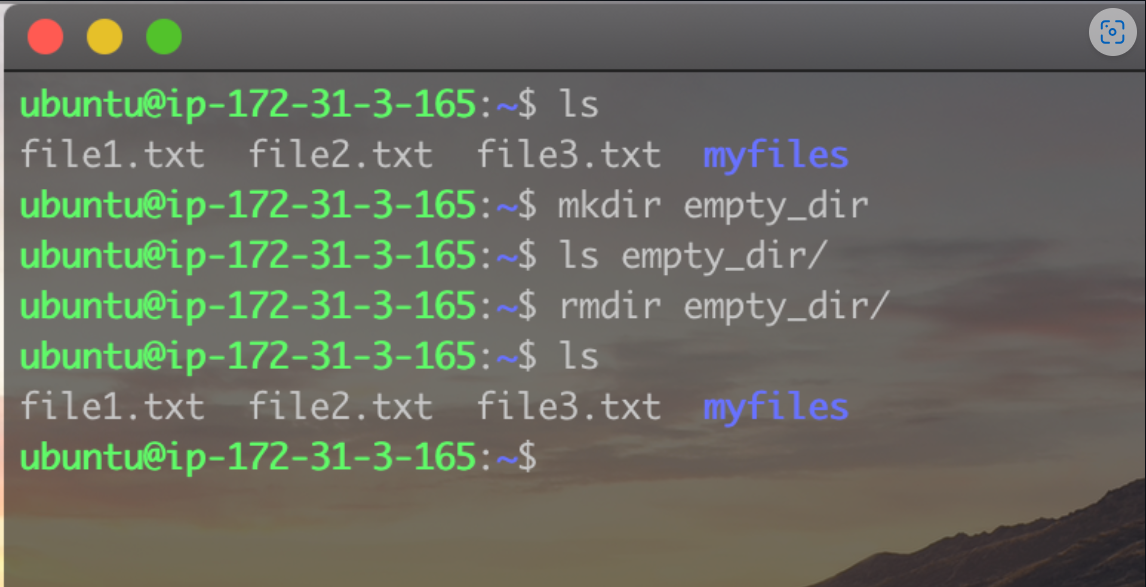 ubuntu@ip-172-31-3-165:~$ ls
file1.txt  file2.txt  file3.txt  myfiles
ubuntu@ip-172-31-3-165:~$ mkdir empty_dir
ubuntu@ip-172-31-3-165:~$ ls empty_dir/
ubuntu@ip-172-31-3-165:~$ rmdir empty_dir/
ubuntu@ip-172-31-3-165:~$ ls
file1.txt  file2.txt  file3.txt  myfiles
ubuntu@ip-172-31-3-165:~$